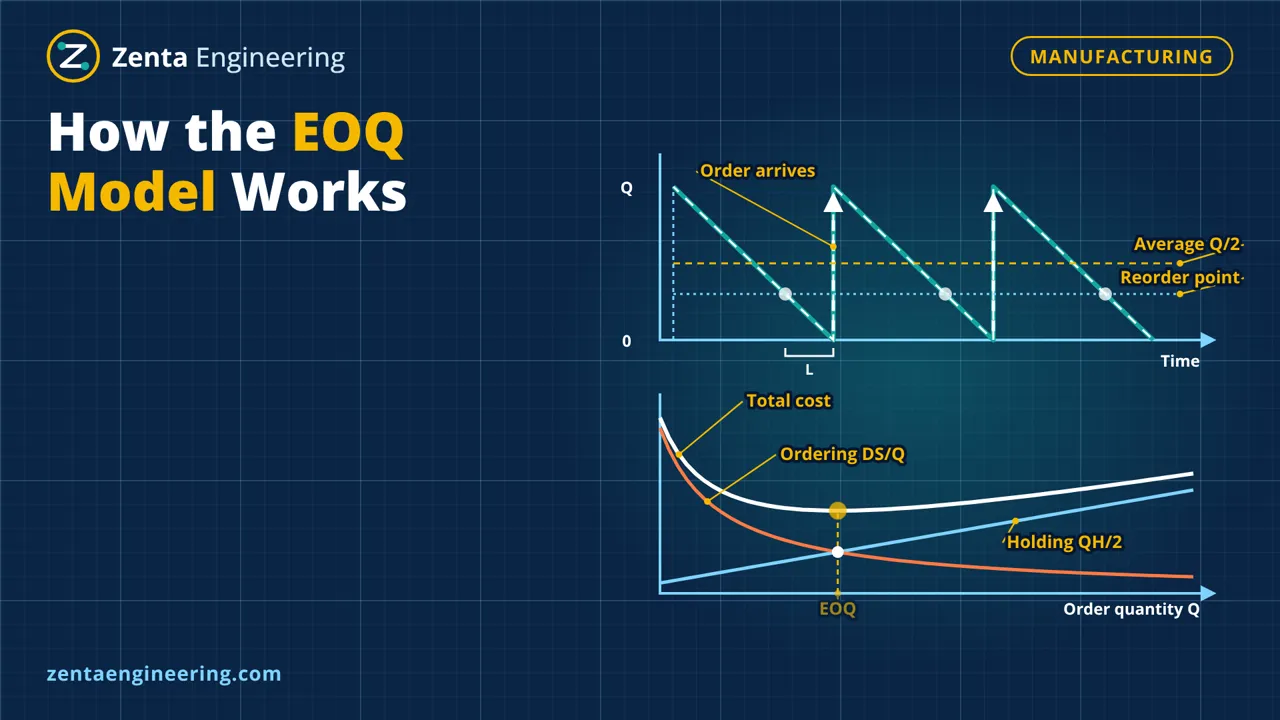 Zenta Engineering
MANUFACTURING
How the EOQ
Model Works
Order arrives
Q
Average Q/2
Reorder point
0
Time
L
Total cost
Ordering DS/Q
Holding QH/2
EOQ
Order quantity Q
zentaengineering.com